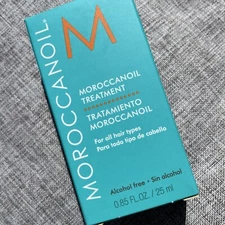 MOROCCANOIL.
M
MOROCCANOIL
TREATMENT
TRATAMIENTO
MOROCCANOIL
For all hair types
Para todo tipo de cabello
Alcohol free • Sin alcohol
0.85 FL.OZ. / 25 ml